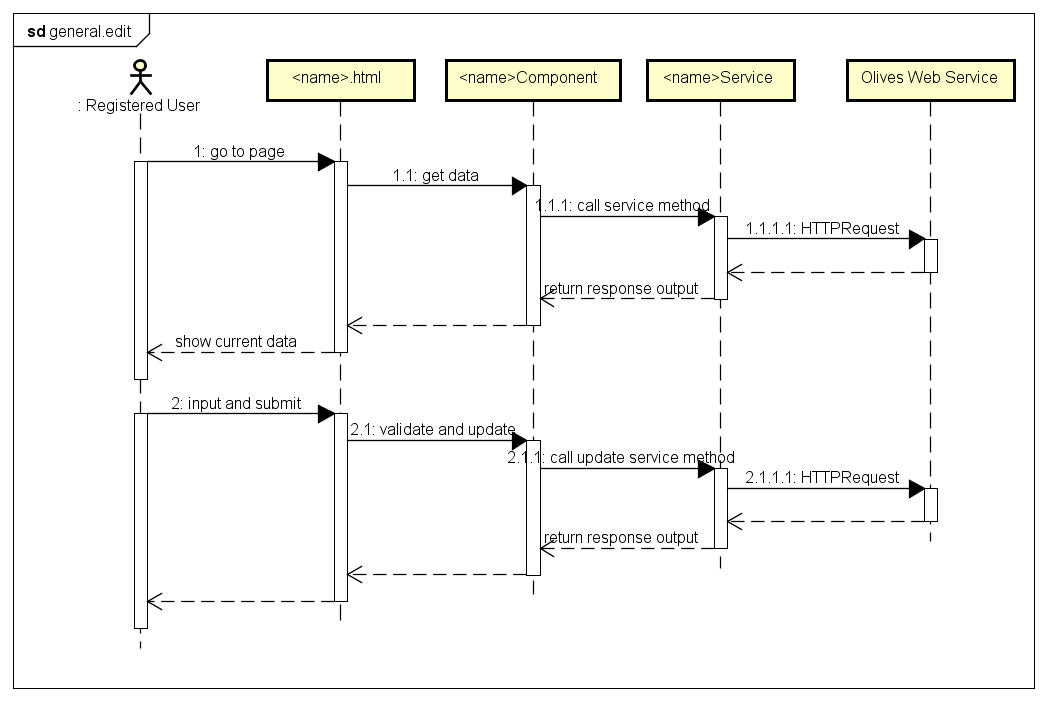 sd general.edit
: Registered User
<name>.html
<name>Component
<name>Service
Olives Web Service
1: go to page
1.1: get data
1.1.1: call service method
1.1.1.1: HTTPRequest
return response output
show current data
2: input and submit
2.1: validate and update
2.1.1: call update service method
2.1.1.1: HTTPRequest
return response output